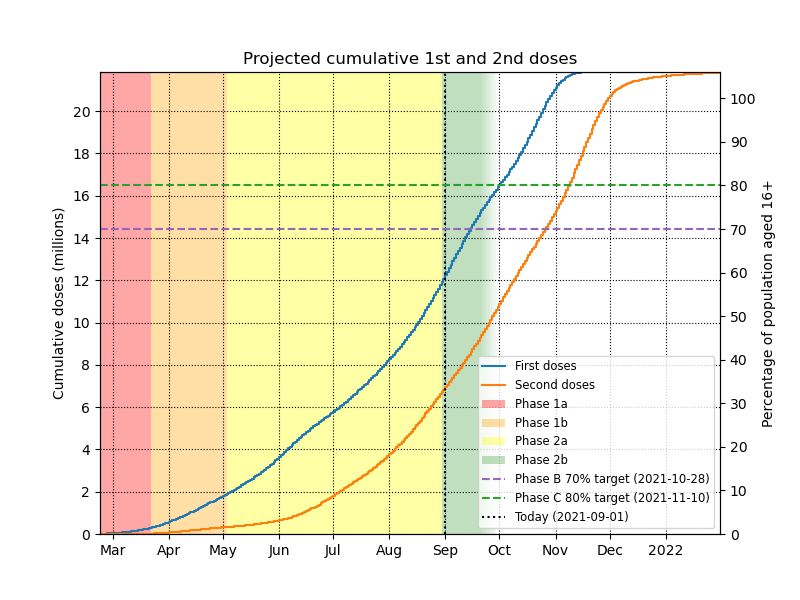 Projected cumulative 1st and 2nd doses
Cumulative doses (millions)
20
18
16
14
12
10
8
6
4
2
0
100
90
80
70
60
50
40
30
20
10
0
Percentage of population aged 16+
First doses
Second doses
Phase 1a
Phase 1b
Phase 2a
Phase 2b
Phase B 70% target (2021-10-28)
Phase C 80% target (2021-11-10)
Today (2021-09-01)
Mar Apr May Jun Jul Aug Sep Oct Nov Dec 2022